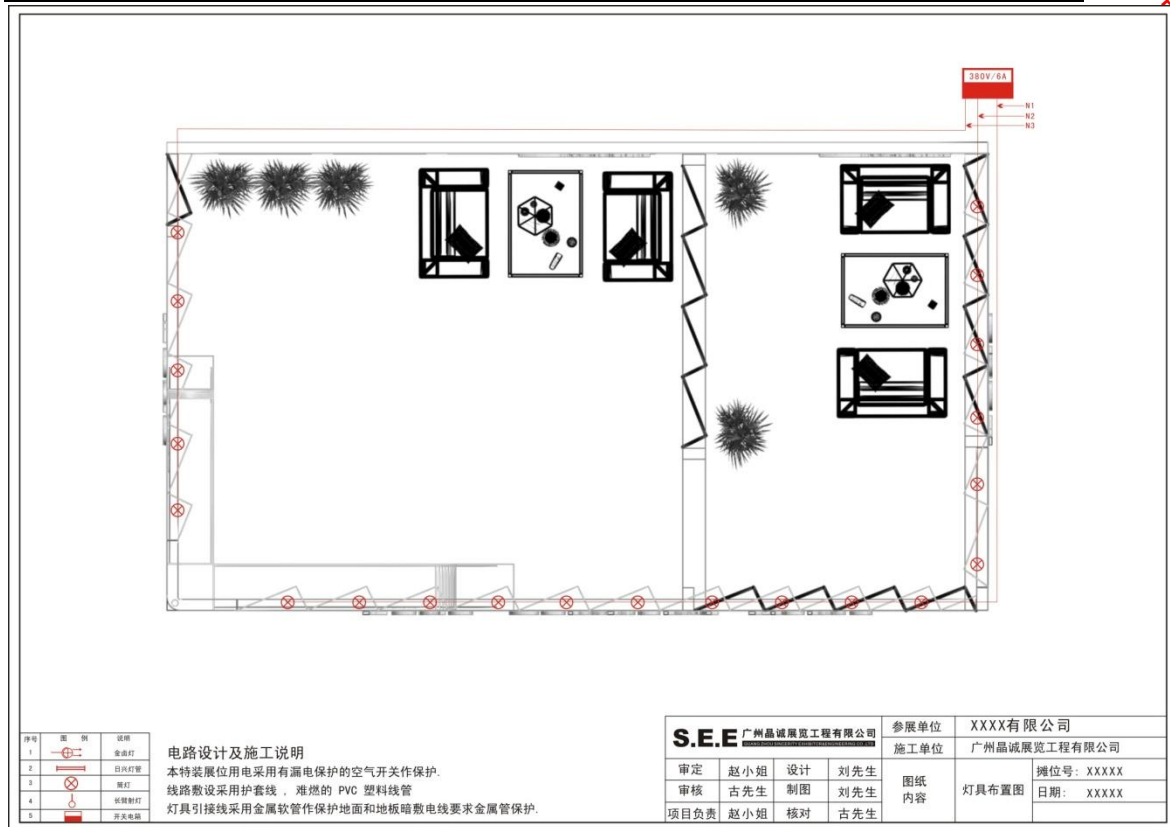 380V/6A
N1
N2
N3
序号 图 例 说明
1 金卤灯
2 日兴灯管
3 筒灯
4 长臂射灯
5 开关电箱
电路设计及施工说明
本特装展位用电采用有漏电保护的空气开关作保护.
线路敷设采用护套线 , 难燃的 PVC 塑料线管
灯具引接线采用金属软管作保护地面和地板暗敷电线要求金属管保护.
S.E.E 广州晶诚展览工程有限公司
参展单位 XXXX有限公司
施工单位 广州晶诚展览工程有限公司
审定 赵小姐 设计 刘先生
审核 古先生 制图 刘先生
项目负责 赵小姐 核对 古先生
图纸
内容
灯具布置图
摊位号: XXXXX
日期: XXXXX